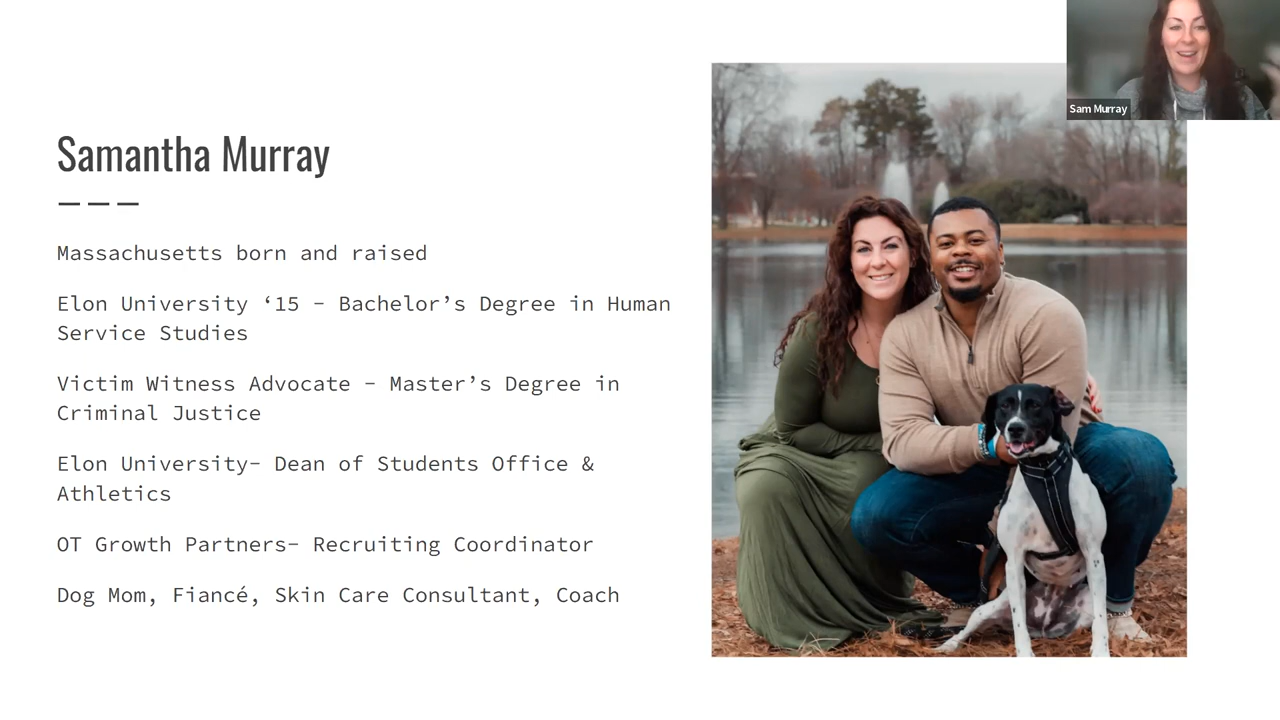 Sam Murray
Samantha Murray
Massachusetts born and raised
Elon University ‘15 - Bachelor’s Degree in Human
Service Studies
Victim Witness Advocate - Master’s Degree in
Criminal Justice
Elon University- Dean of Students Office &
Athletics
OT Growth Partners- Recruiting Coordinator
Dog Mom, Fiancé, Skin Care Consultant, Coach